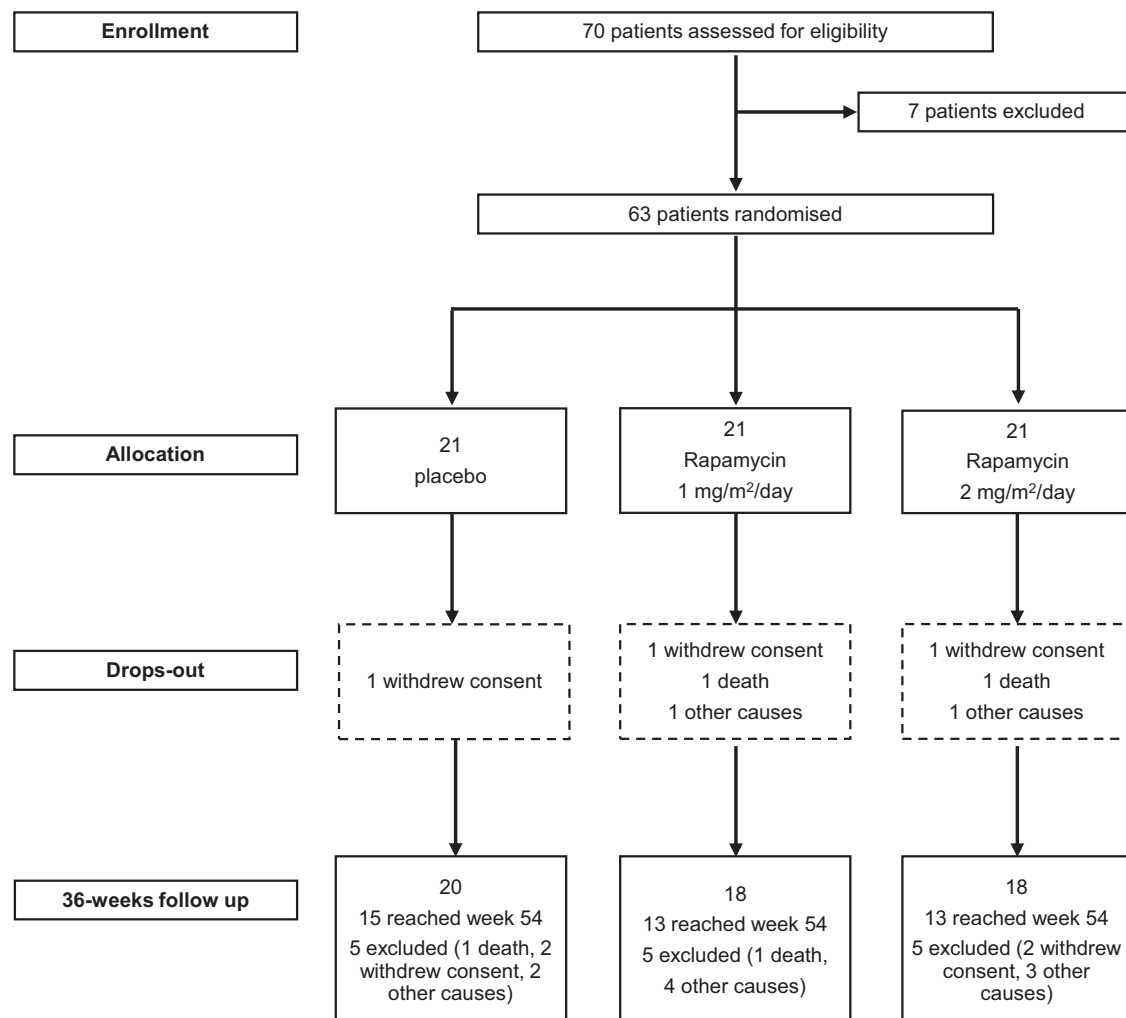 Enrollment
70 patients assessed for eligibility
7 patients excluded
63 patients randomised
Allocation
21
placebo
21
Rapamycin
1 mg/m²/day
21
Rapamycin
2 mg/m²/day
Drops-out
1 withdrew consent
1 withdrew consent
1 death
1 other causes
1 withdrew consent
1 death
1 other causes
36-weeks follow up
20
15 reached week 54
5 excluded (1 death, 2
withdrew consent, 2
other causes)
18
13 reached week 54
5 excluded (1 death,
4 other causes)
18
13 reached week 54
5 excluded (2 withdrew
consent, 3 other
causes)